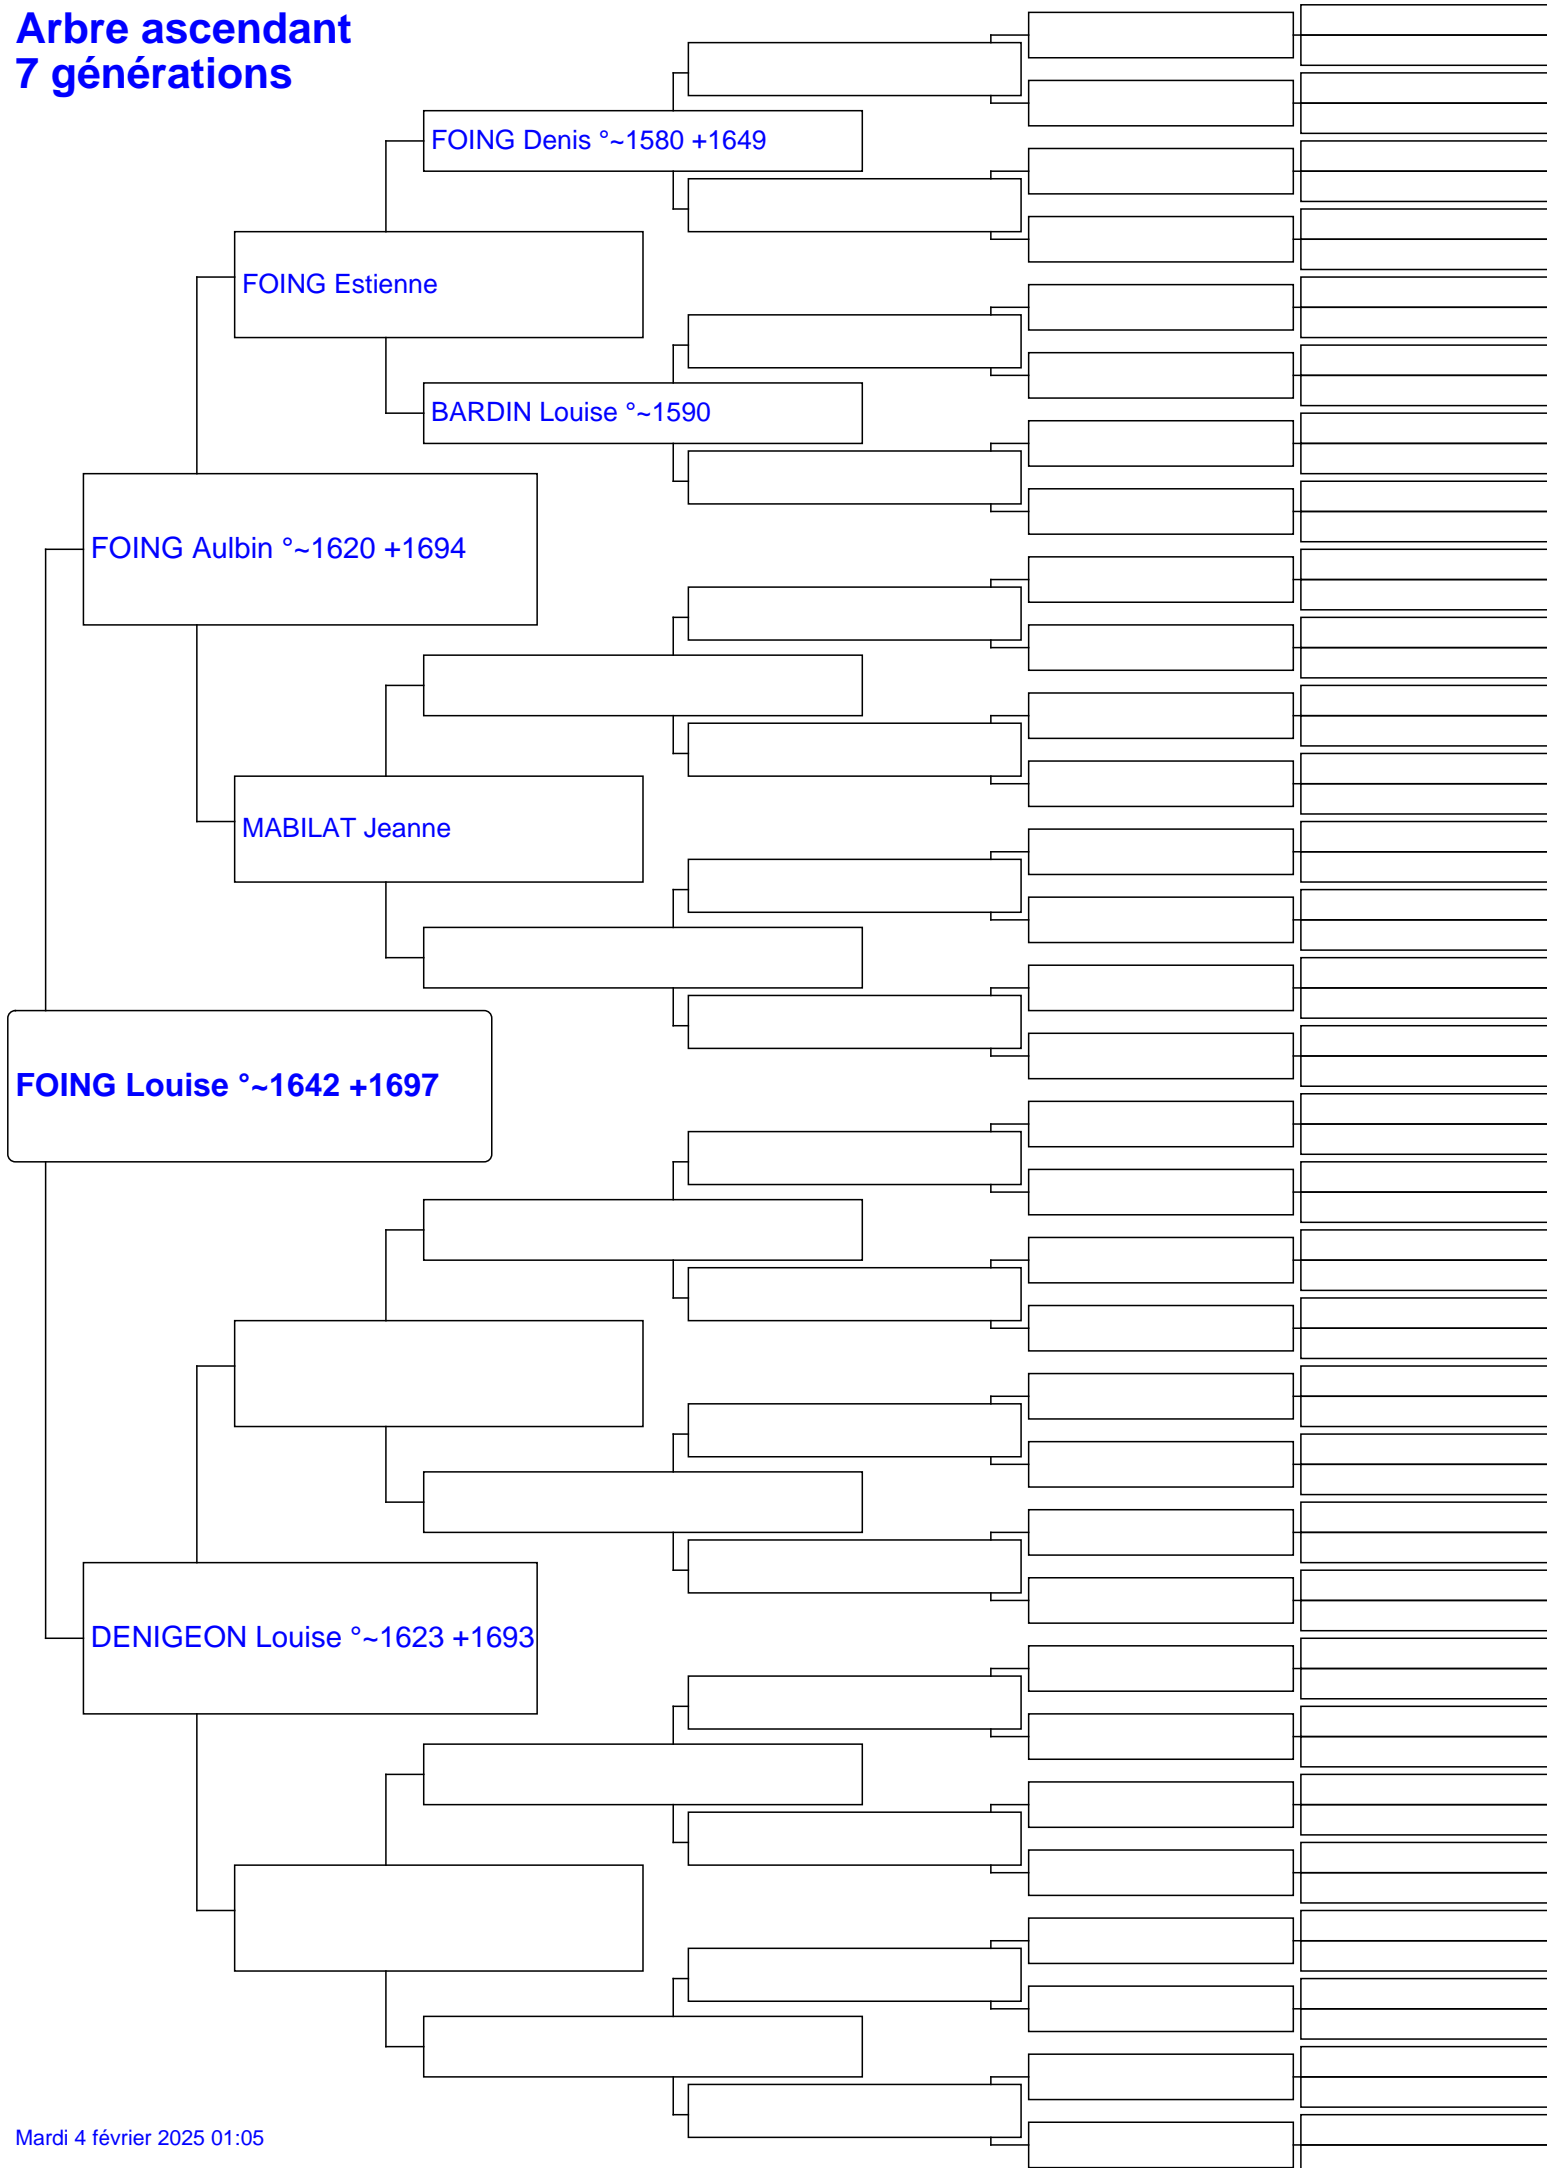 Arbre ascendant
7 générations
FOING Denis °~1580 +1649
FOING Estienne
BARDIN Louise °~1590
FOING Aulbin °~1620 +1694
MABILAT Jeanne
FOING Louise °~1642 +1697
DENIGEON Louise °~1623 +1693
Mardi 4 février 2025 01:05